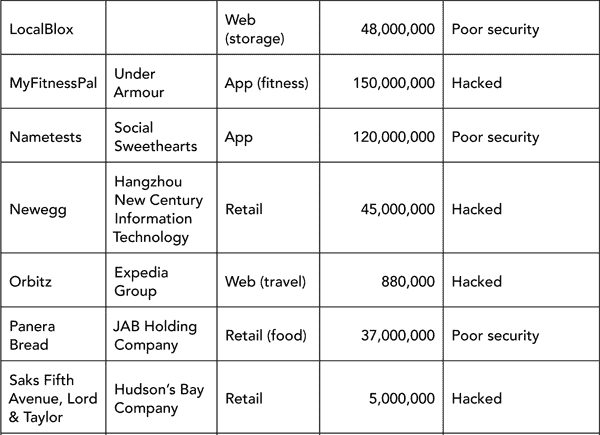 LocalBlox Web (storage) 48,000,000 Poor security
MyFitnessPal Under Armour App (fitness) 150,000,000 Hacked
Nametests Social Sweethearts App 120,000,000 Poor security
Newegg Hangzhou New Century Information Technology Retail 45,000,000 Hacked
Orbitz Expedia Group Web (travel) 880,000 Hacked
Panera Bread JAB Holding Company Retail (food) 37,000,000 Poor security
Saks Fifth Avenue, Lord & Taylor Hudson's Bay Company Retail 5,000,000 Hacked